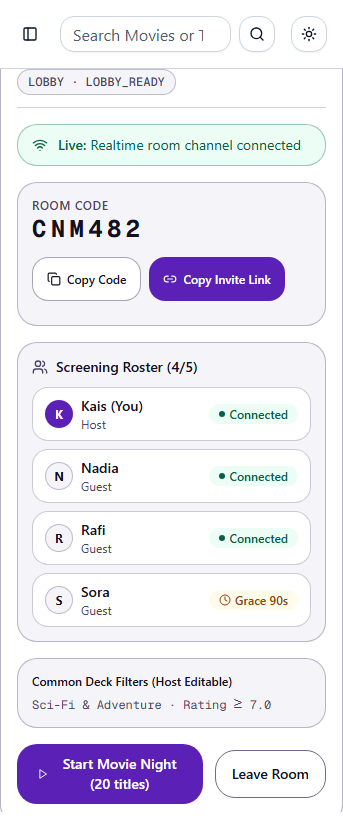 Search Movies or T
LOBBY · LOBBY_READY
Live: Realtime room channel connected
ROOM CODE
CNM482
Copy Code
Copy Invite Link
Screening Roster (4/5)
K
Kais (You)
Host
Connected
N
Nadia
Guest
Connected
R
Rafi
Guest
Connected
S
Sora
Guest
Grace 90s
Common Deck Filters (Host Editable)
Sci-Fi & Adventure · Rating ≥ 7.0
Start Movie Night
(20 titles)
Leave Room